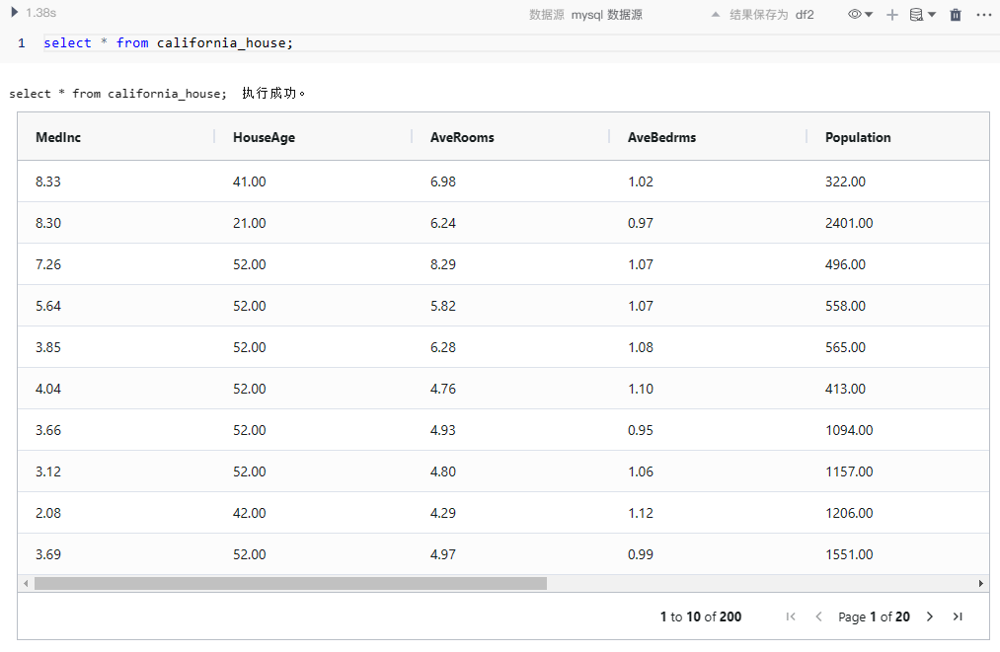 1.38s 数据源 mysql 数据源 结果保存为 df2
1 select * from california_house;
select * from california_house; 执行成功。
MedInc HouseAge AveRooms AveBedrms Population
8.33 41.00 6.98 1.02 322.00
8.30 21.00 6.24 0.97 2401.00
7.26 52.00 8.29 1.07 496.00
5.64 52.00 5.82 1.07 558.00
3.85 52.00 6.28 1.08 565.00
4.04 52.00 4.76 1.10 413.00
3.66 52.00 4.93 0.95 1094.00
3.12 52.00 4.80 1.06 1157.00
2.08 42.00 4.29 1.12 1206.00
3.69 52.00 4.97 0.99 1551.00
1 to 10 of 200 Page 1 of 20